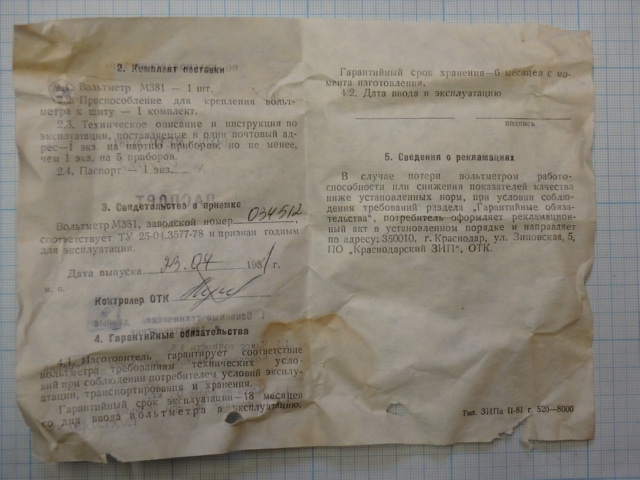 2. Комплект поставки
2.1. Вольтметр М381 — 1 шт.
2.2. Приспособление для крепления вольт-
метра к щиту — 1 комплект.
2.3. Техническое описание и инструкция по
эксплуатации, поставляемые в один почтовый ад-
рес—1 экз. на партию приборов, но не менее,
чем 1 экз. на 5 приборов.
2.4. Паспорт — 1 экз.
3. Свидетельство о приемке
Вольтметр М381, заводской номер 034512
соответствует ТУ 25-04.3577-78 и признан годным
для эксплуатации.
Дата выпуска 23.04 1981 г.
м. п.
Контролер ОТК
4. Гарантийные обязательства
4.1. Изготовитель гарантирует соответствие
вольтметра требованиям технических усло-
вий при соблюдении потребителем условий эксплу-
атации, транспортирования и хранения.
Гарантийный срок эксплуатации—18 месяцев
со дня ввода вольтметра в эксплуатацию.
Гарантийный срок хранения—6 месяцев с мо-
мента изготовления.
4.2. Дата ввода в эксплуатацию
подпись
5. Сведения о рекламациях
В случае потери вольтметром работо-
способности или снижения показателей качества
ниже установленных норм, при условии соблю-
дения требований раздела „Гарантийные обяза-
тельства", потребитель оформляет рекламацион-
ный акт в установленном порядке и направляет
по адресу: 350010, г. Краснодар, ул. Зиповская, 5,
ПО „Краснодарский ЗИП", ОТК.
Тип. ЗИПа II-81 г. 520—8000